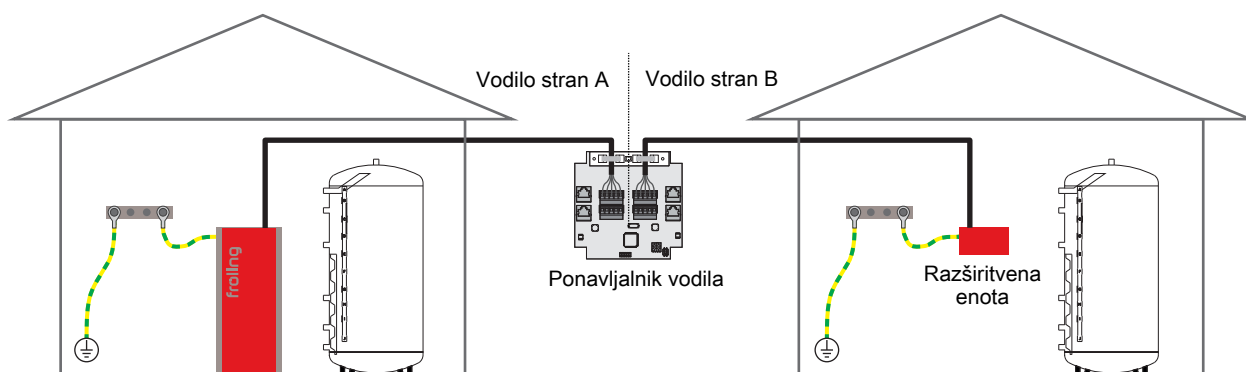 Vodilo stran A
Vodilo stran B
Ponavljalnik vodila
Razširitvena
enota
froling